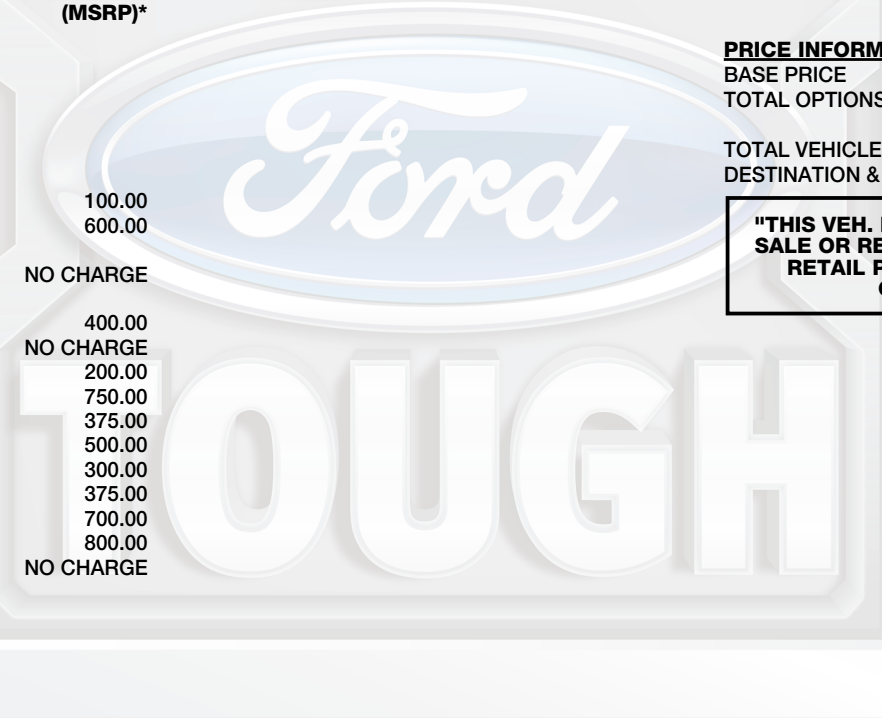 (MSRP)*
100.00
600.00
NO CHARGE
400.00
NO CHARGE
200.00
750.00
375.00
500.00
300.00
375.00
700.00
800.00
NO CHARGE
Ford
TOUGH
PRICE INFORM
BASE PRICE
TOTAL OPTIONS
TOTAL VEHICLE
DESTINATION &
"THIS VEH.
SALE OR RE
RETAIL